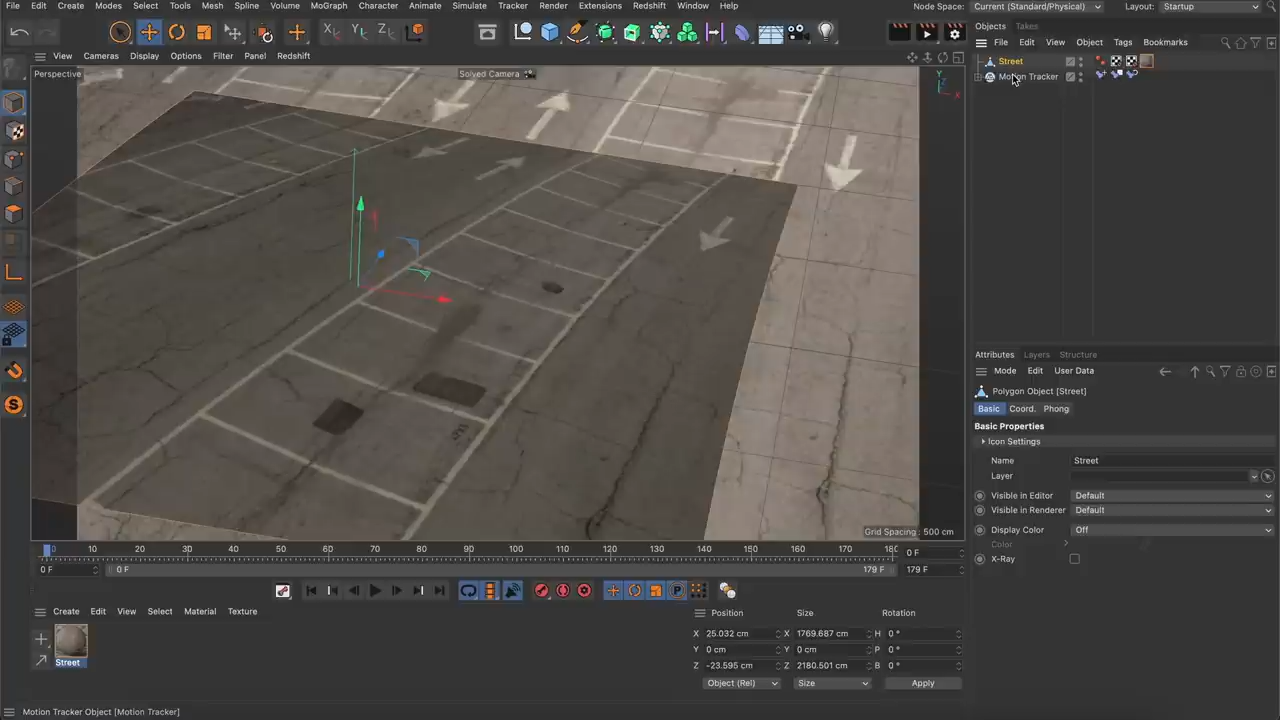 File Edit Create Modes Select Tools Mesh Spline Volume MoGraph Character Animate Simulate Tracker Render Extensions Redshift Window Help Node Space: Current (Standard/Physical) Layout: Startup
Objects Takes
View Cameras Display Options Filter Panel Redshift File Edit View Object Tags Bookmarks
Perspective Solved Camera Y X Street
Motion Tracker
Attributes Layers Structure
Mode Edit User Data
Polygon Object [Street]
Basic Coord. Phong
Basic Properties
Icon Settings
Name Street
Layer
Visible in Editor Default
Visible in Renderer Default
Grid Spacing : 500 cm Display Color Off
Color
0 10 20 30 40 50 60 70 80 90 100 110 120 130 140 150 160 170 180 0 F X-Ray
0 F 0 F 179 F 179 F
Create Edit View Select Material Texture Position Size Rotation
X 25.032 cm X 1769.687 cm H 0 °
Y 0 cm Y 0 cm P 0 °
Street Z -23.595 cm Z 2180.501 cm B 0 °
Object (Rel) Size Apply
Motion Tracker Object [Motion Tracker]